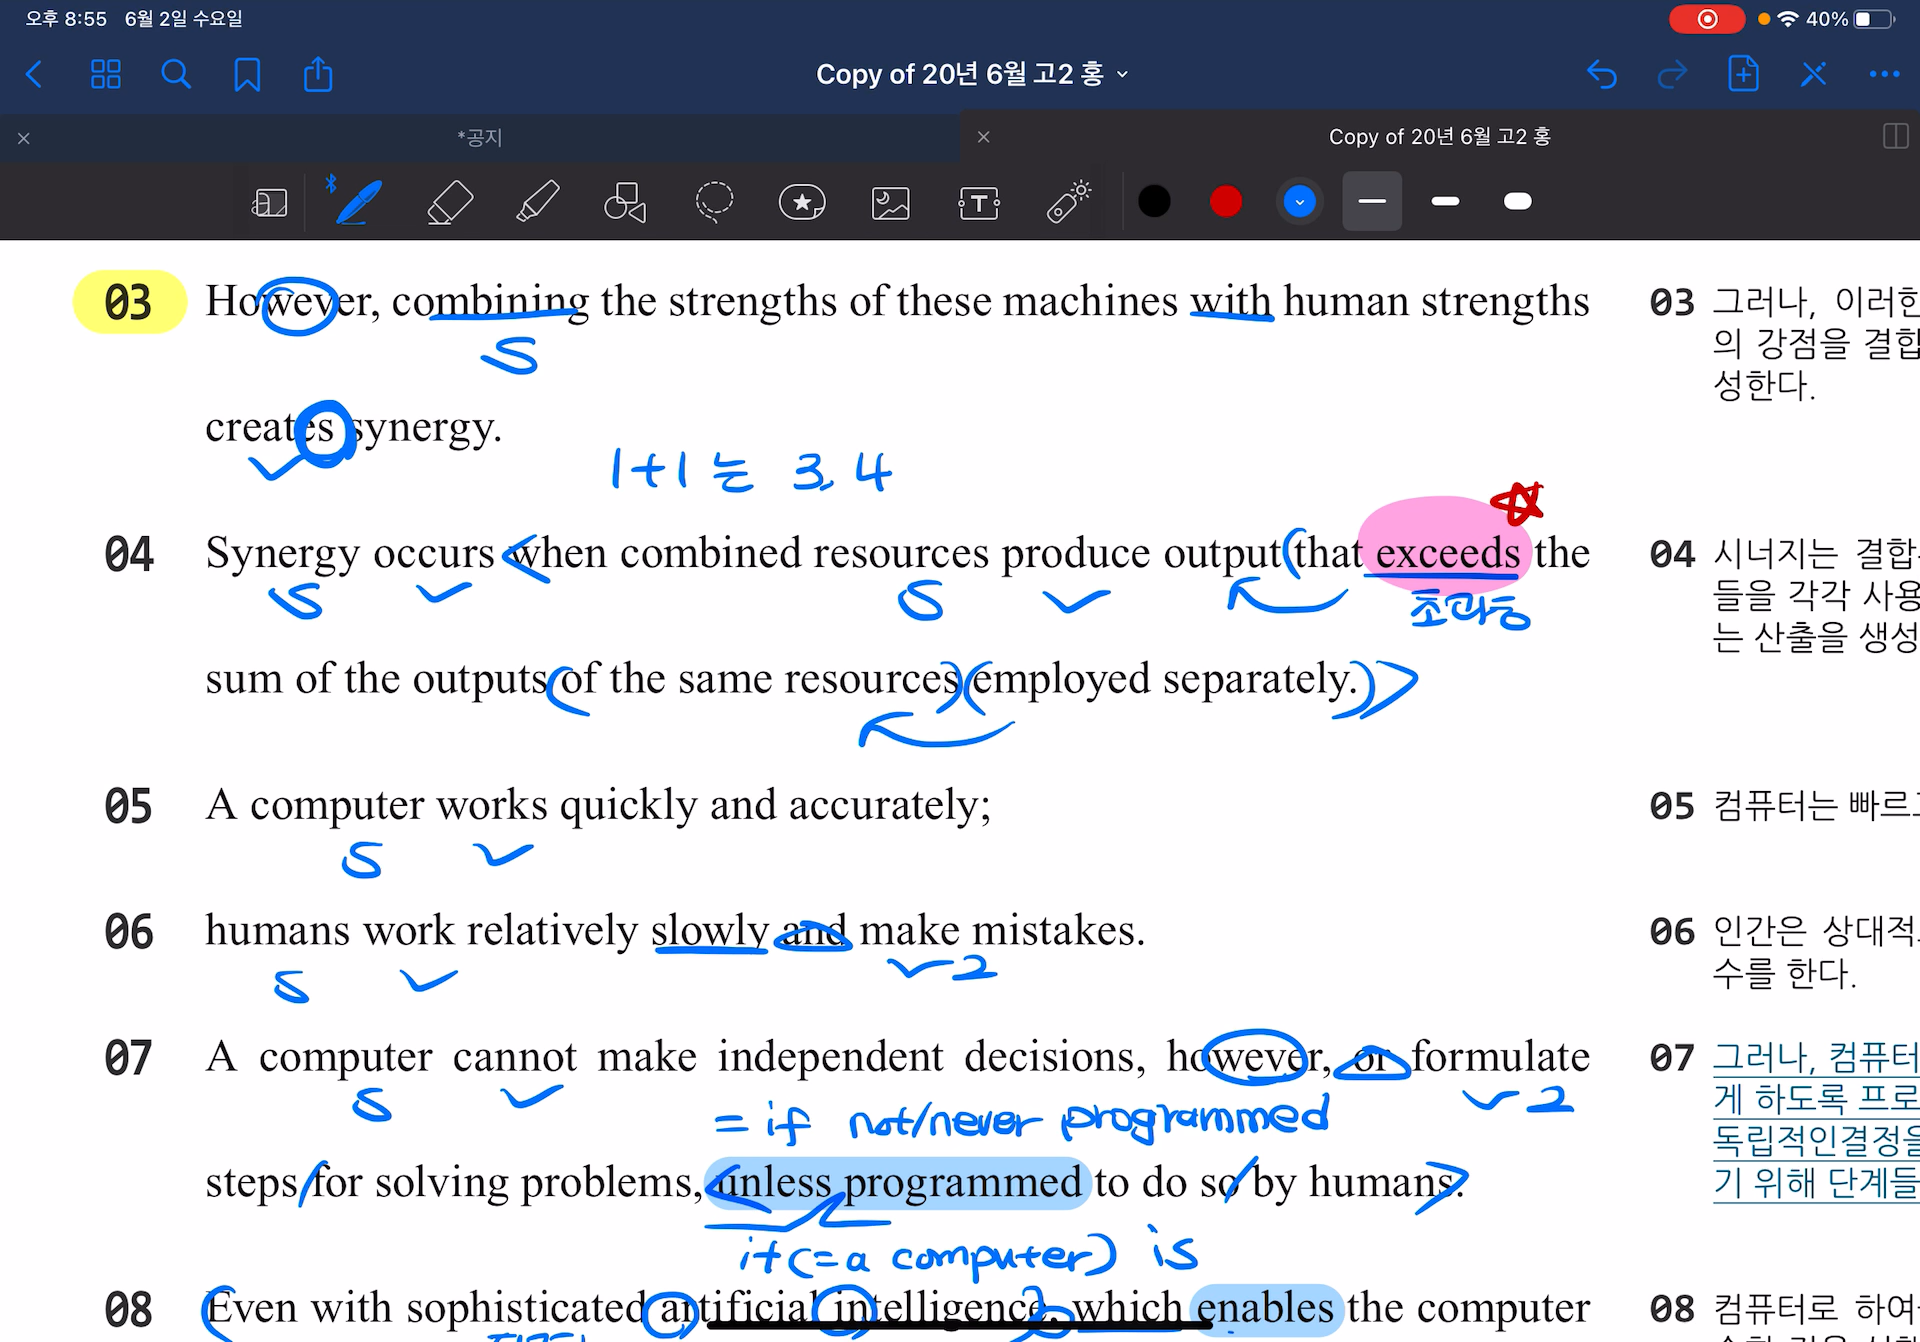 오후 8:55 6월 2일 수요일 40%
Copy of 20년 6월 고2 홍
*공지 Copy of 20년 6월 고2 홍
03 However, combining the strengths of these machines with human strengths
S
creates synergy.
1+1는 3, 4
04 Synergy occurs when combined resources produce output that exceeds the
S S 초과능
sum of the outputs of the same resources employed separately.
05 A computer works quickly and accurately;
S
06 humans work relatively slowly and make mistakes.
S 2
07 A computer cannot make independent decisions, however, or formulate
S = if not/never programmed 2
steps for solving problems, unless programmed to do so by humans.
it(=a computer) is
08 Even with sophisticated artificial intelligence, which enables the computer
03 그러나, 이러한
의 강점을 결합
성한다.
04 시너지는 결합
들을 각각 사용
는 산출을 생성
05 컴퓨터는 빠르
06 인간은 상대적
수를 한다.
07 그러나, 컴퓨터
게 하도록 프로
독립적인결정을
기 위해 단계들
08 컴퓨터로 하여